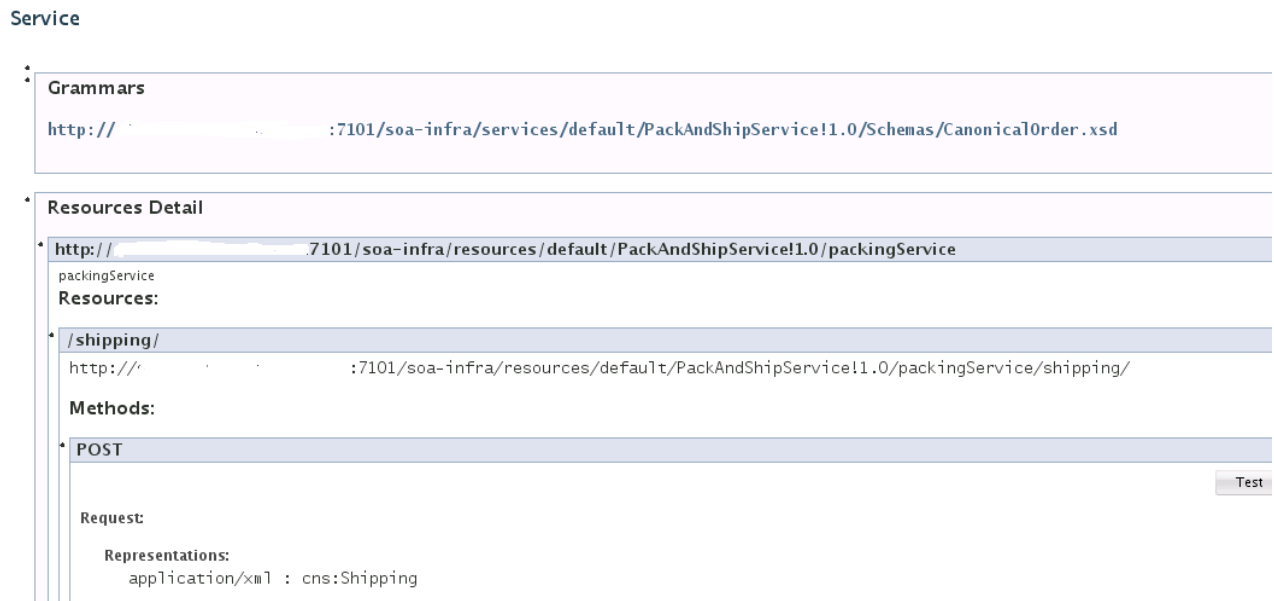 Service
Grammars
http:// :7101/soa-infra/services/default/PackAndShipService!1.0/Schemas/CanonicalOrder.xsd
Resources Detail
http:// 7101/soa-infra/resources/default/PackAndShipService!1.0/packingService
packingService
Resources:
/shipping/
http:// :7101/soa-infra/resources/default/PackAndShipService!1.0/packingService/shipping/
Methods:
POST
Test
Request:
Representations:
application/xml : cns:Shipping